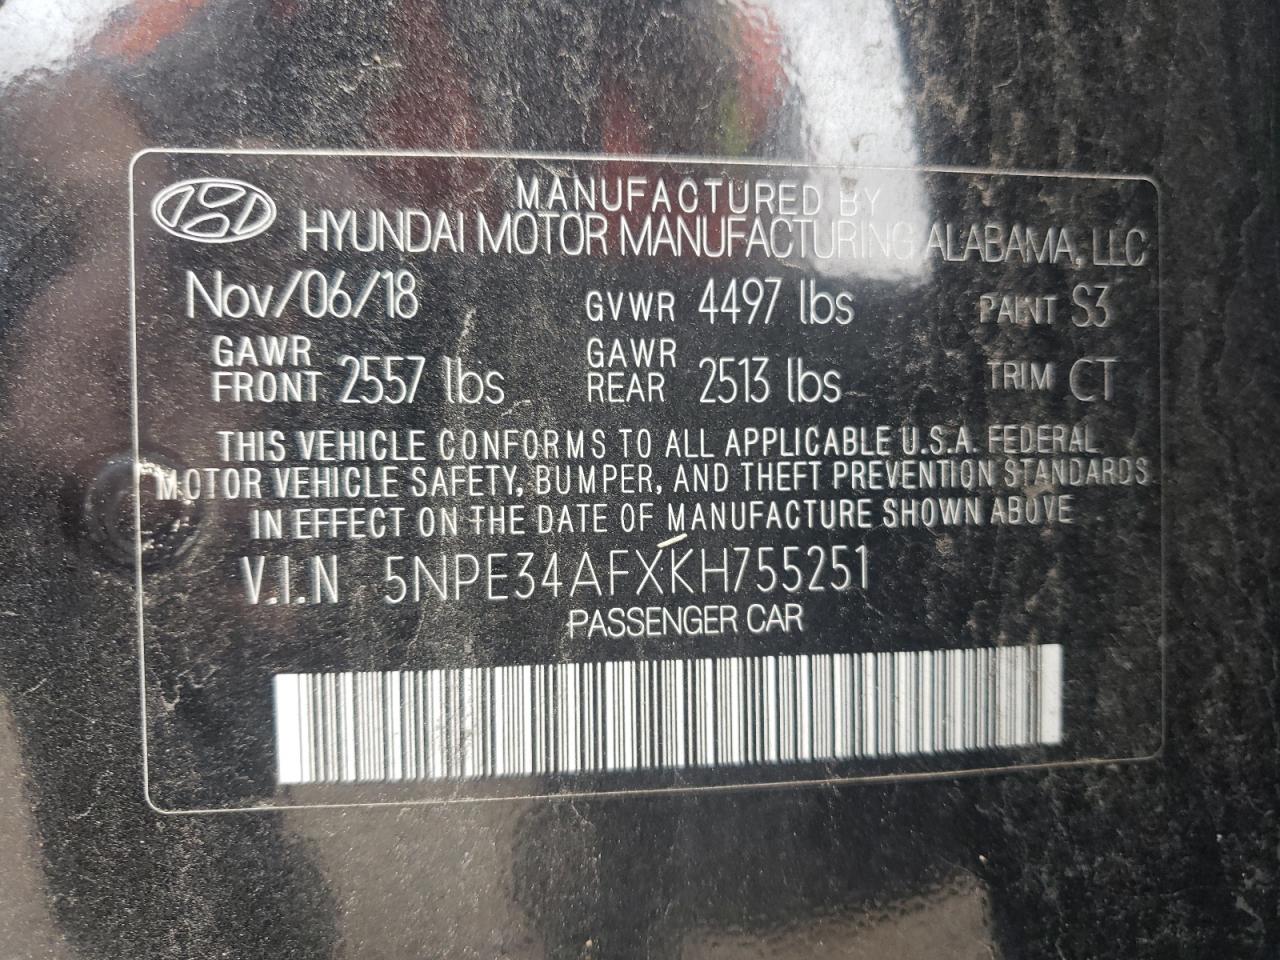 MANUFACTURED BY
HYUNDAI MOTOR MANUFACTURING ALABAMA, LLC
Nov/06/18 GVWR 4497 lbs PAINT S3
GAWR FRONT 2557 lbs GAWR REAR 2513 lbs TRIM CT
THIS VEHICLE CONFORMS TO ALL APPLICABLE U.S.A. FEDERAL
MOTOR VEHICLE SAFETY, BUMPER, AND THEFT PREVENTION STANDARDS
IN EFFECT ON THE DATE OF MANUFACTURE SHOWN ABOVE
V.I.N 5NPE34AFXKH755251
PASSENGER CAR